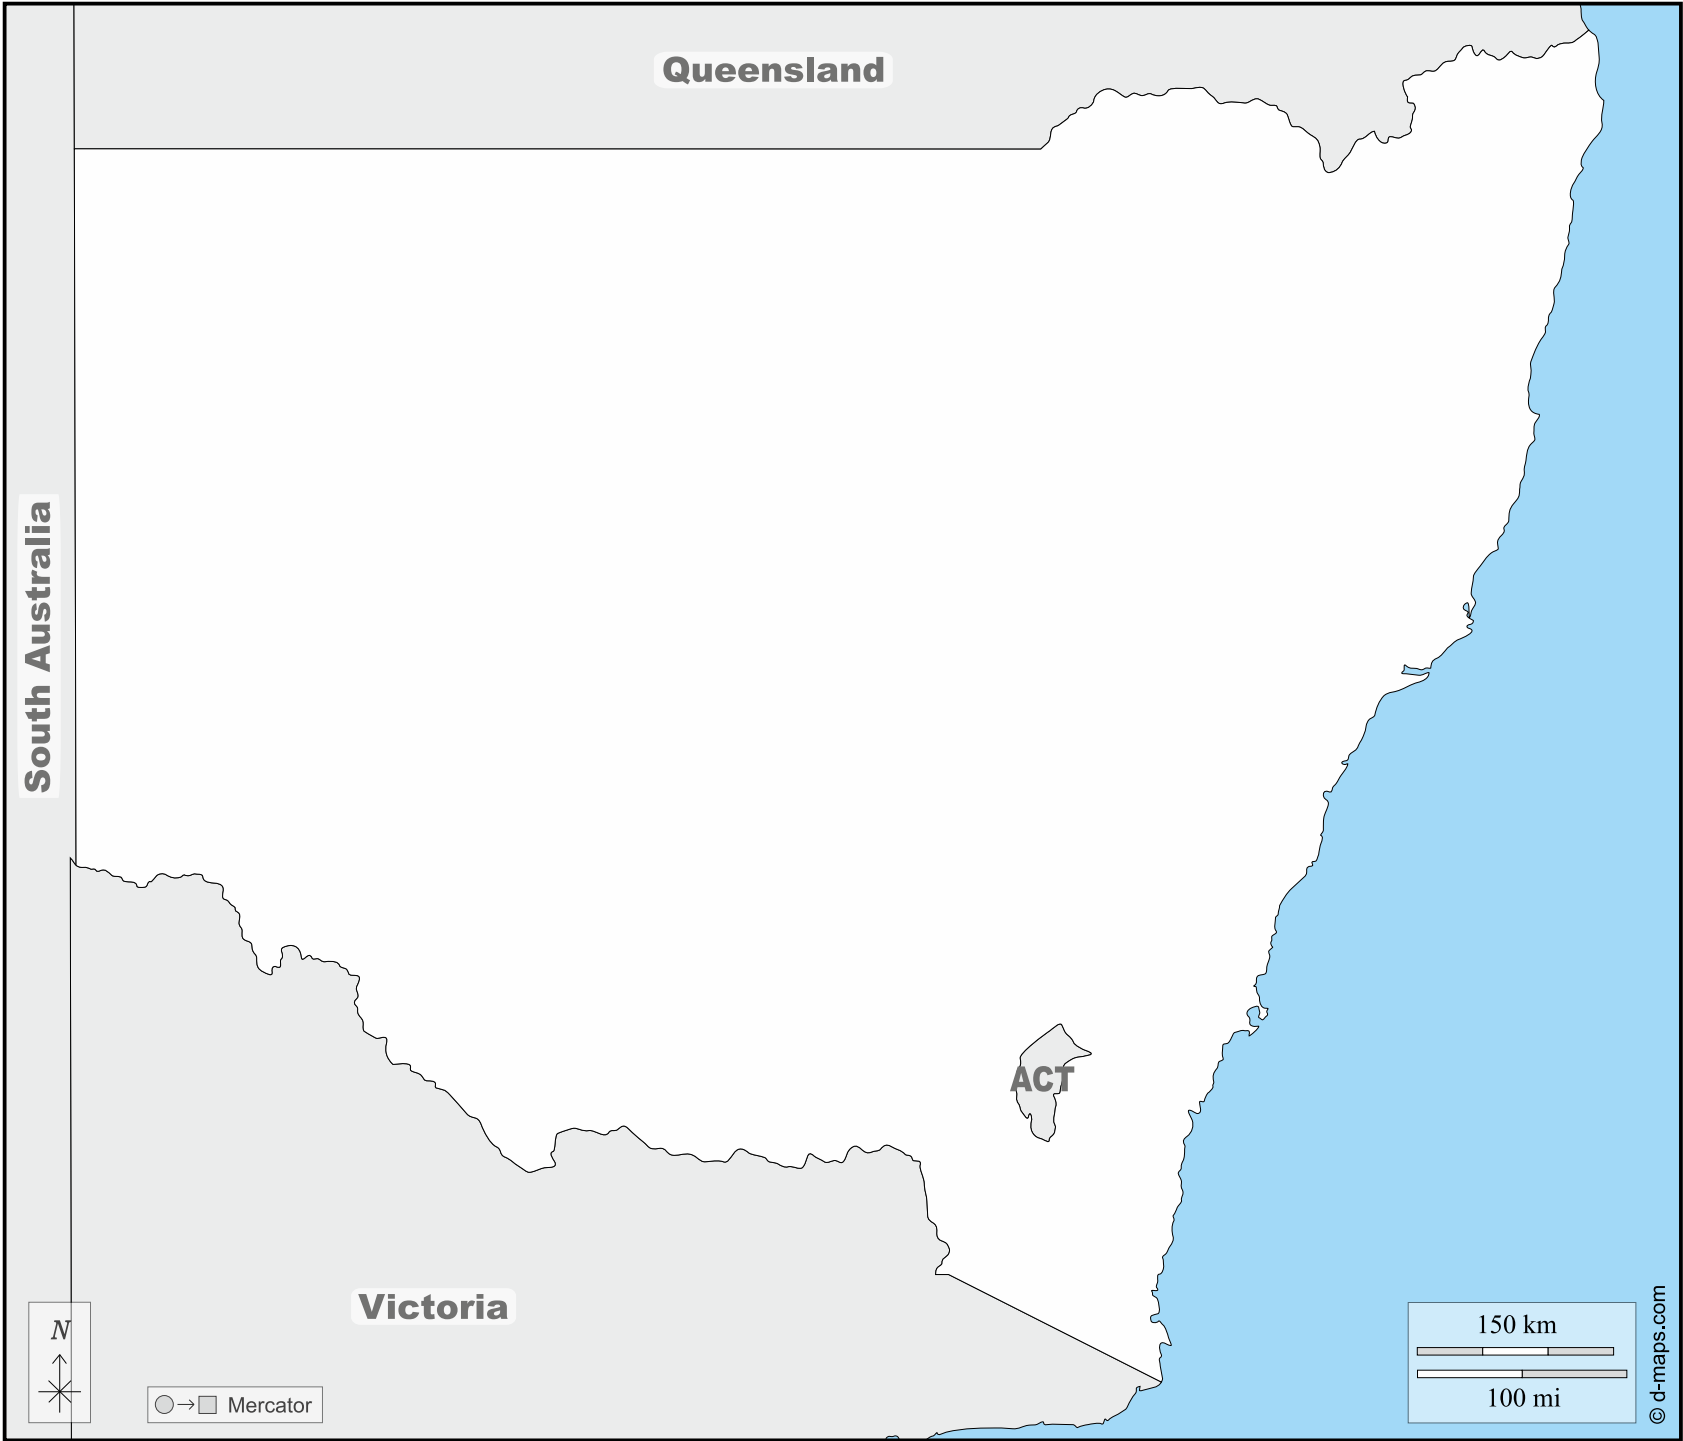 Queensland
South Australia
ACT
Victoria
N
Mercator
150 km
100 mi
© d-maps.com